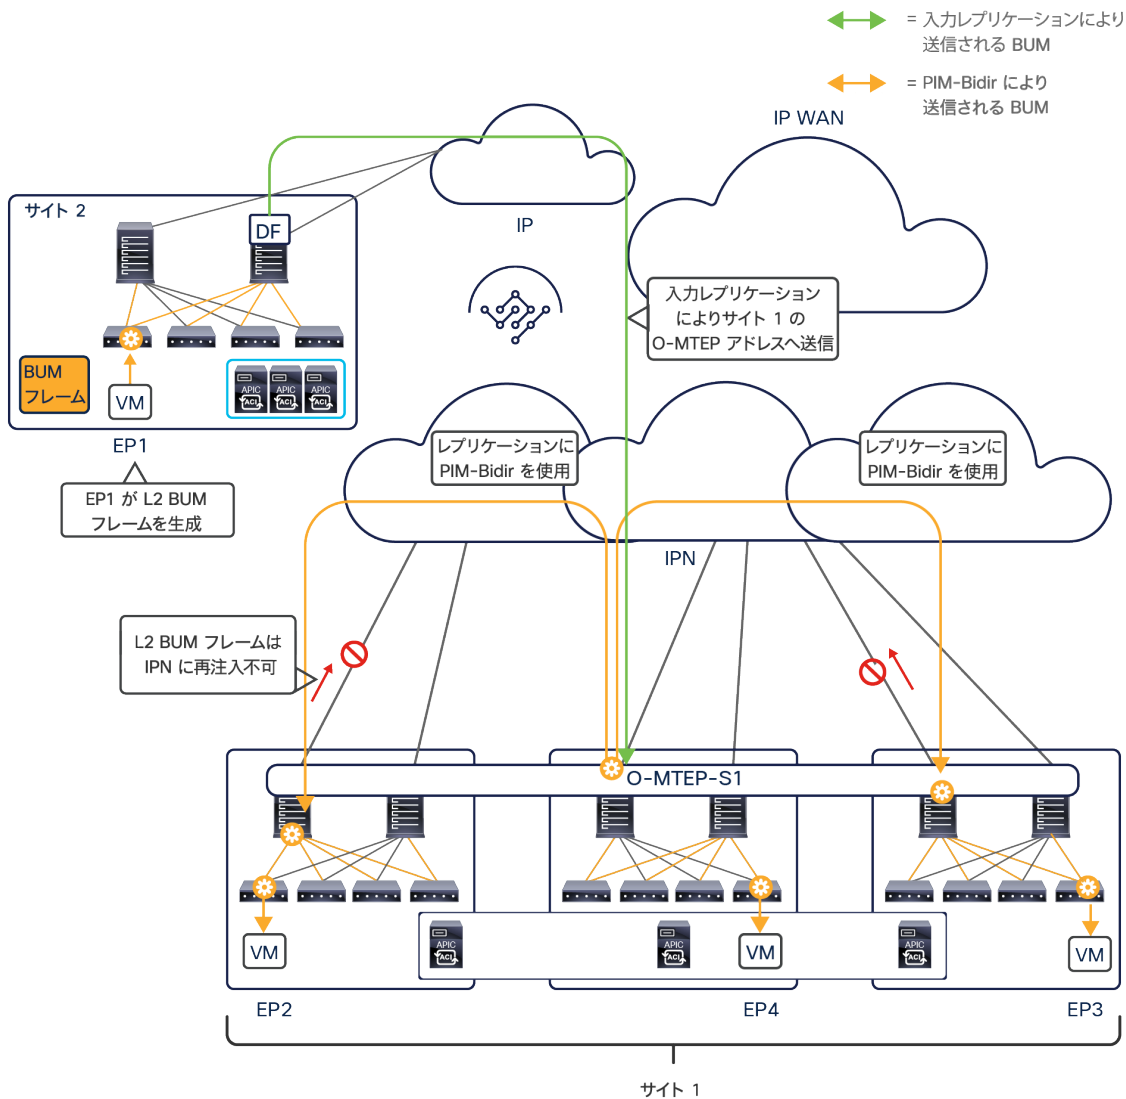 = 入力レプリケーションにより
送信される BUM
= PIM-Bidir により
送信される BUM
IP WAN
IP
サイト 2
DF
BUM
フレーム
VM
APIC
ACI
APIC
ACI
APIC
ACI
EP1
EP1 が L2 BUM
フレームを生成
入力レプリケーション
によりサイト 1 の
O-MTEP アドレスへ送信
レプリケーションに
PIM-Bidir を使用
レプリケーションに
PIM-Bidir を使用
IPN
L2 BUM フレームは
IPN に再注入不可
O-MTEP-S1
VM
APIC
ACI
APIC
ACI
VM
APIC
ACI
VM
EP2
EP4
EP3
サイト 1